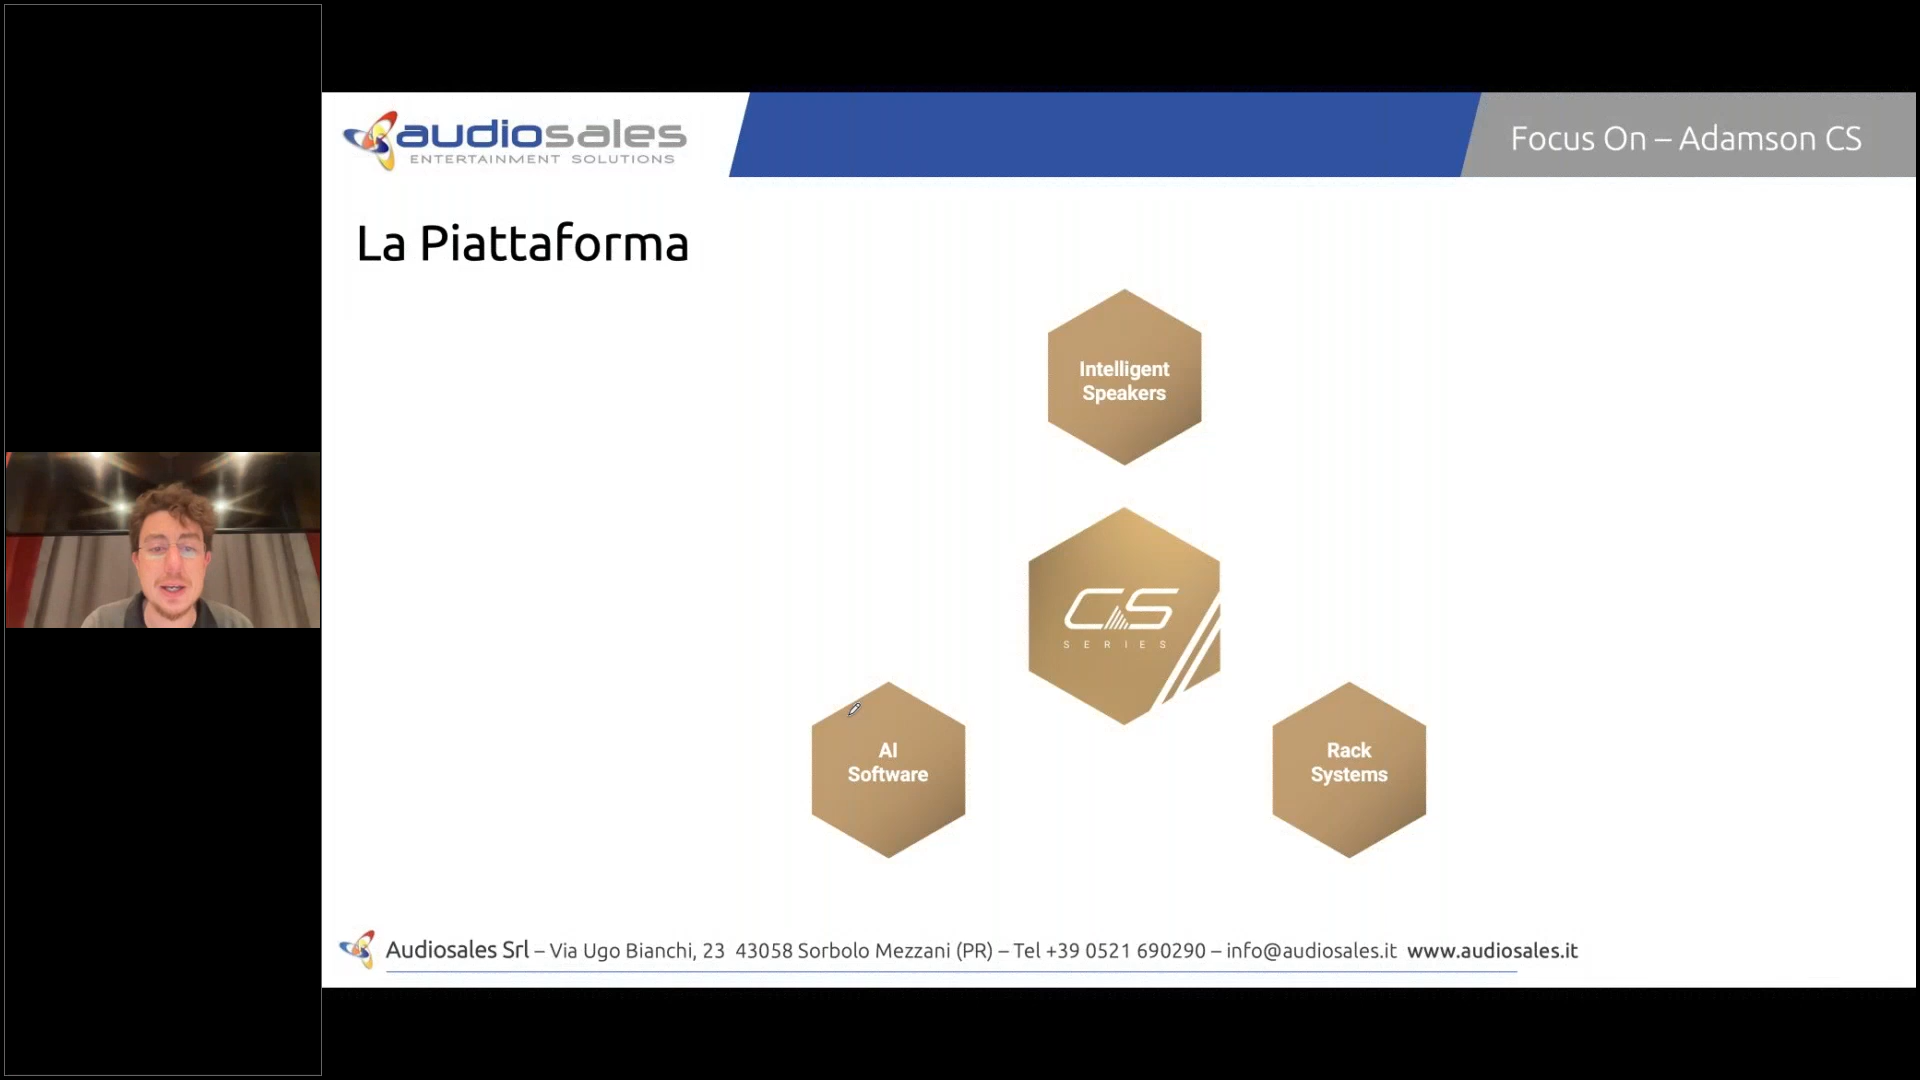 audiosales
ENTERTAINMENT SOLUTIONS
Focus On – Adamson CS
La Piattaforma
Intelligent
Speakers
CS
SERIES
AI
Software
Rack
Systems
Audiosales Srl – Via Ugo Bianchi, 23 43058 Sorbolo Mezzani (PR) – Tel +39 0521 690290 – info@audiosales.it www.audiosales.it